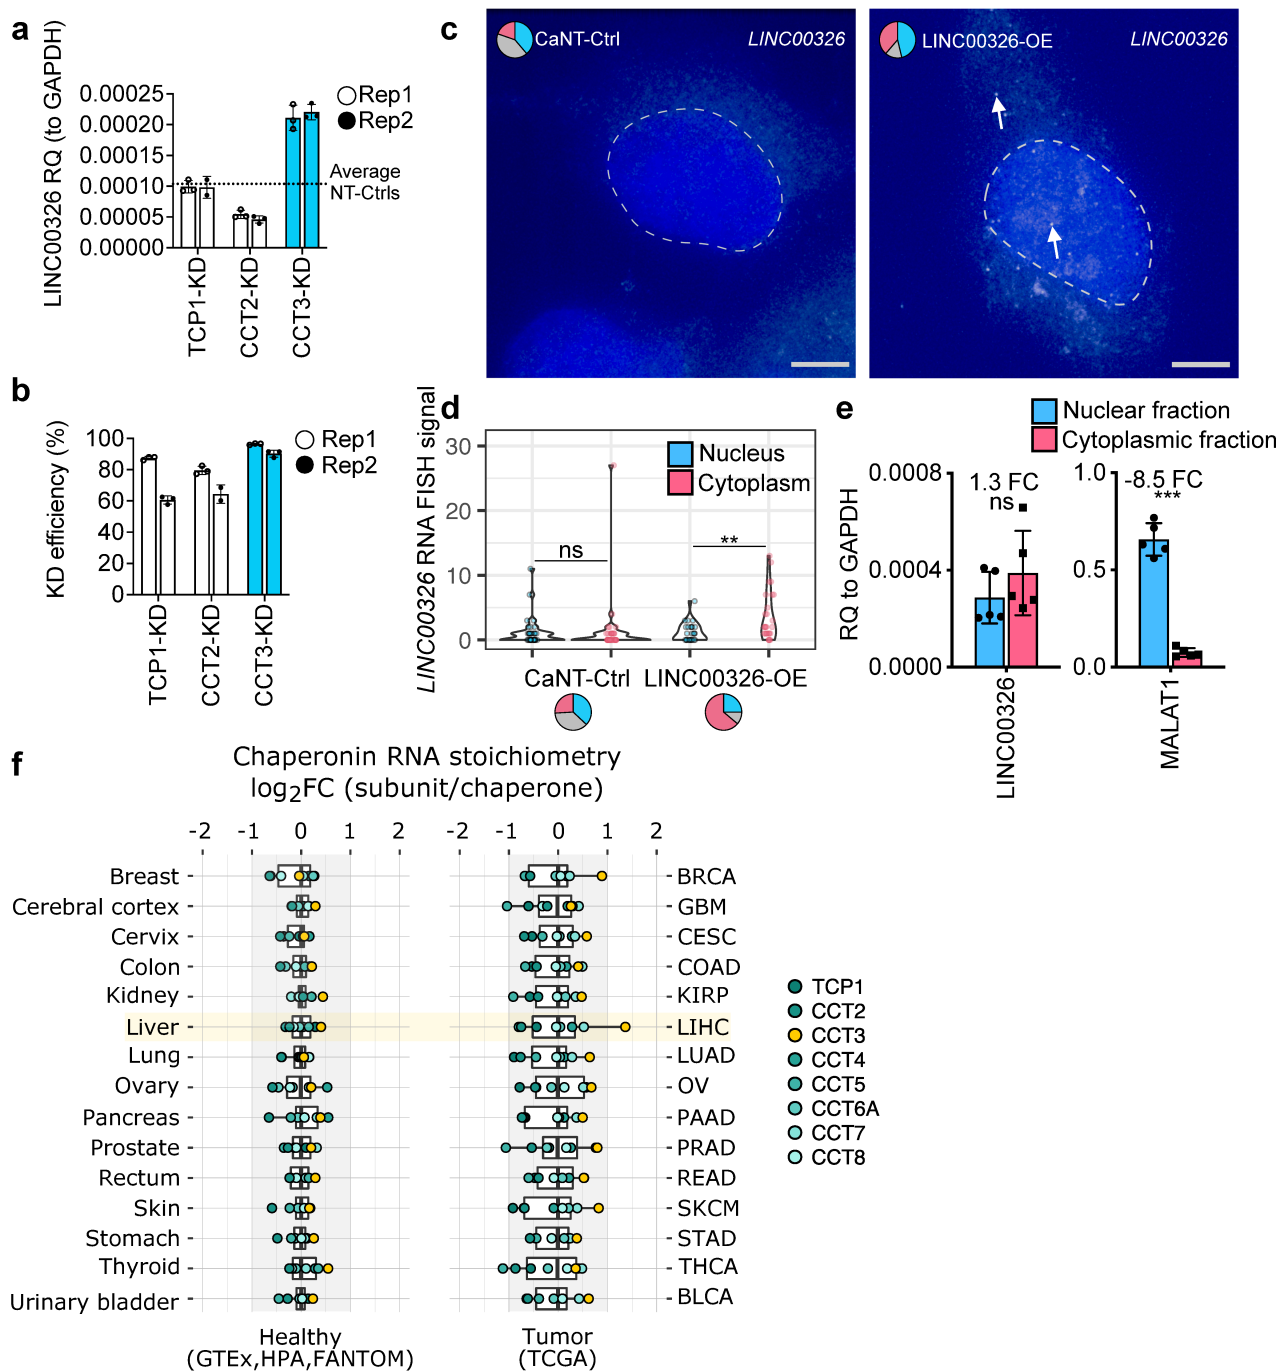 a
LINC00326 RQ (to GAPDH)
0.00025
0.00020
0.00015
0.00010
0.00005
0.00000
Rep1
Rep2
Average
NT-Ctrls
TCP1-KD
CCT2-KD
CCT3-KD
b
KD efficiency (%)
100
80
60
40
20
0
Rep1
Rep2
TCP1-KD
CCT2-KD
CCT3-KD
c
CaNT-Ctrl
LINC00326
LINC00326-OE
LINC00326
d
LINC00326 RNA FISH signal
30
20
10
0
Nucleus
Cytoplasm
ns
**
CaNT-Ctrl
LINC00326-OE
e
Nuclear fraction
Cytoplasmic fraction
RQ to GAPDH
0.0008
0.0004
0.0000
1.3 FC
ns
LINC00326
1.0
0.5
0.0
-8.5 FC
***
MALAT1
f
Chaperonin RNA stoichiometry
log2FC (subunit/chaperone)
-2 -1 0 1 2
-2 -1 0 1 2
Breast BRCA
Cerebral cortex GBM
Cervix CESC
Colon COAD
Kidney KIRP
Liver LIHC
Lung LUAD
Ovary OV
Pancreas PAAD
Prostate PRAD
Rectum READ
Skin SKCM
Stomach STAD
Thyroid THCA
Urinary bladder BLCA
TCP1
CCT2
CCT3
CCT4
CCT5
CCT6A
CCT7
CCT8
Healthy
(GTEx,HPA,FANTOM)
Tumor
(TCGA)